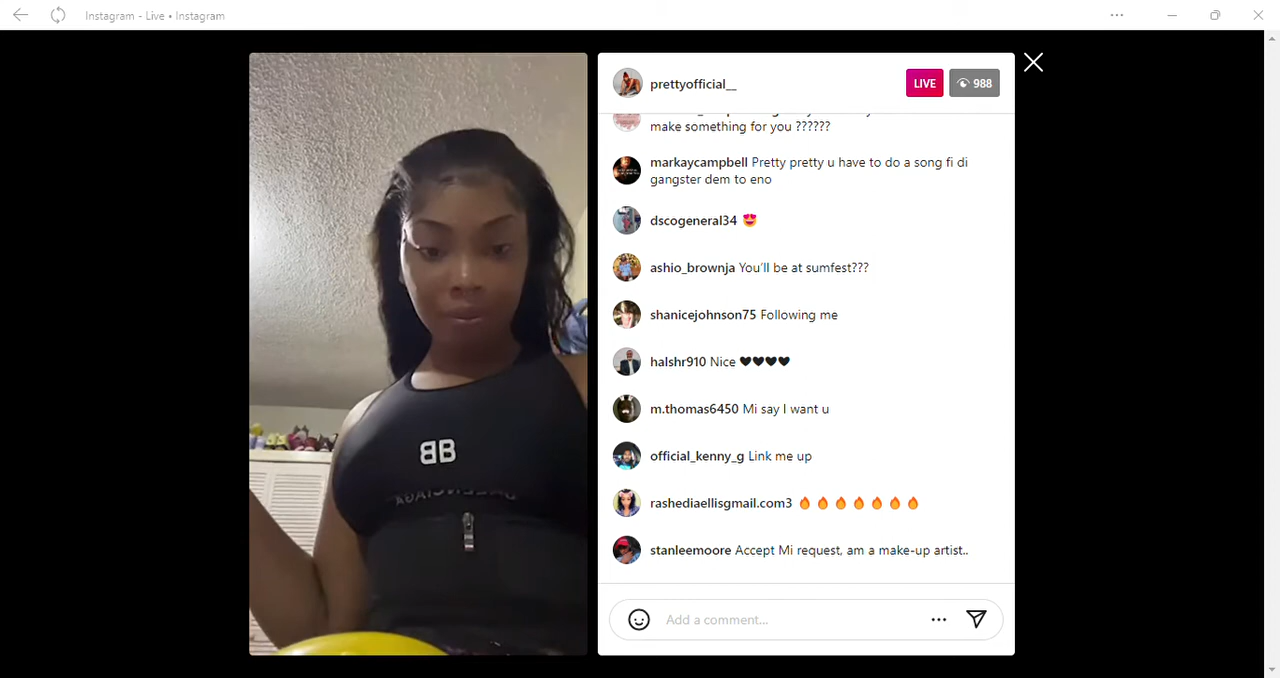 Instagram - Live • Instagram
BB
prettyofficial__
LIVE
988
make something for you ??????
markaycampbell Pretty pretty u have to do a song fi di
gangster dem to eno
dscogeneral34 😍
ashio_brownja You'll be at sumfest???
shanicejohnson75 Following me
halshr910 Nice 🖤🖤🖤🖤
m.thomas6450 Mi say I want u
official_kenny_g Link me up
rashediaellisgmail.com3 🔥 🔥 🔥 🔥 🔥 🔥 🔥
stanleemoore Accept Mi request, am a make-up artist..
Add a comment...